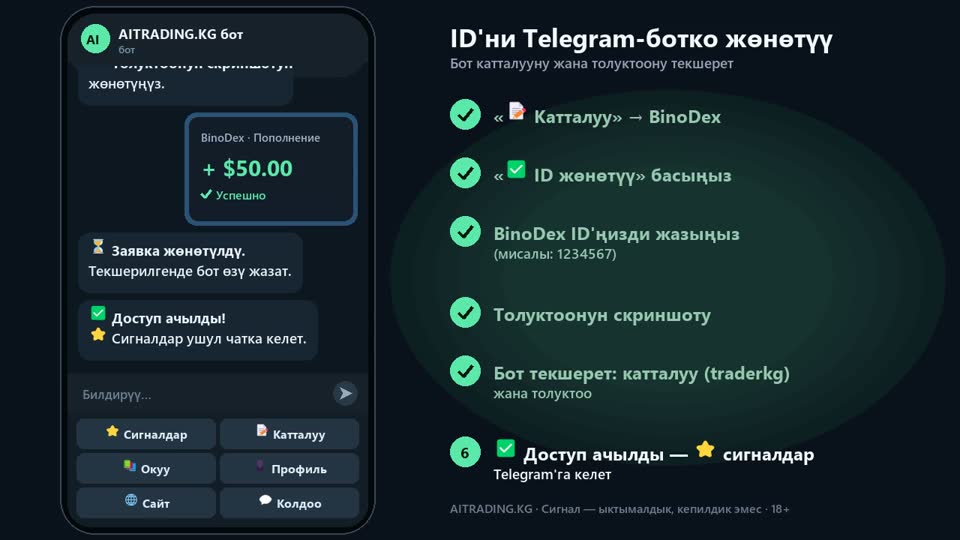 AI
AITRADING.KG бот
бот
Толуктоонун скриншотун
жөнөтүңүз.
BinoDex · Пополнение
+ $50.00
Успешно
Заявка жөнөтүлдү.
Текшерилгенде бот өзү жазат.
Доступ ачылды!
Сигналдар ушул чатка келет.
Билдирүү...
Сигналдар
Катталуу
Окуу
Профиль
Сайт
Колдоо
ID'ни Telegram-ботко жөнөтүү
Бот катталууну жана толуктоону текшерет
«📝 Катталуу» → BinoDex
«✅ ID жөнөтүү» басыңыз
BinoDex ID'ңизди жазыңыз
(мисалы: 1234567)
Толуктоонун скриншоту
Бот текшерет: катталуу (traderkg)
жана толуктоо
6 ✅ Доступ ачылды — ⭐ сигналдар
Telegram'га келет
AITRADING.KG · Сигнал — ыктымалдык, кепилдик эмес · 18+